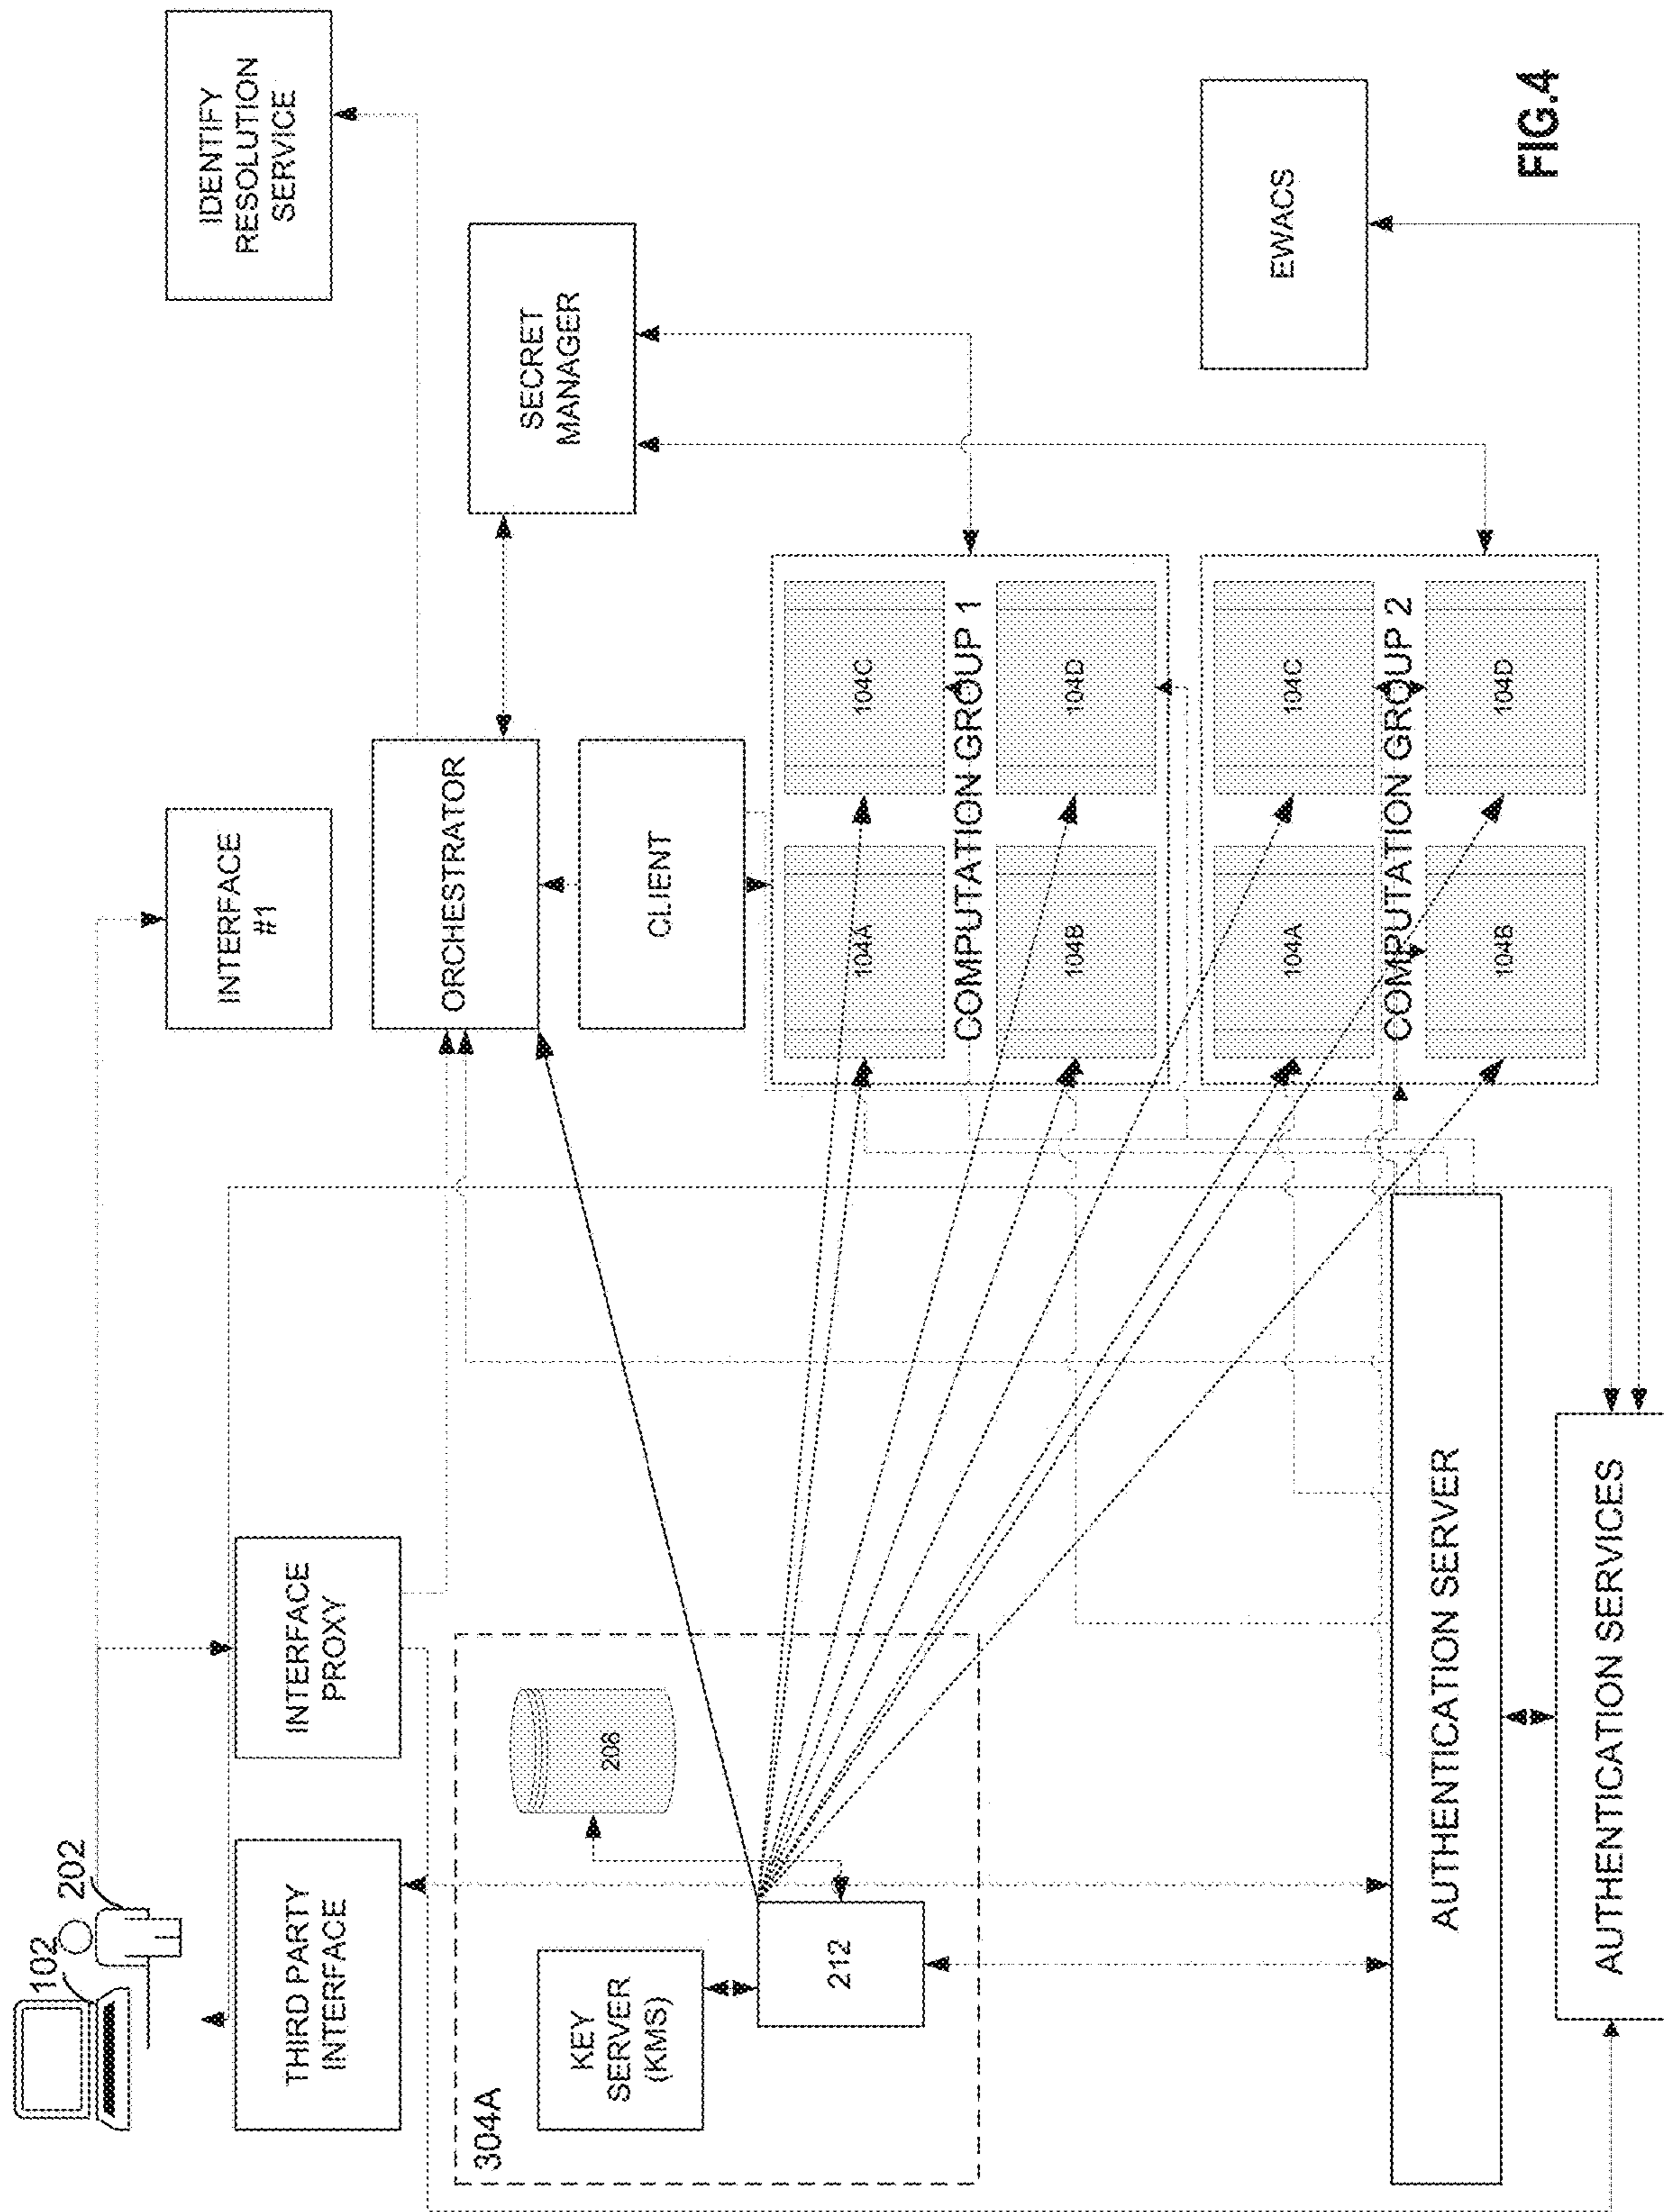 102
202
THIRD PARTY
INTERFACE
INTERFACE
PROXY
INTERFACE
#1
IDENTIFY
RESOLUTION
SERVICE
304A
KEY
SERVER
(KMS)
212
208
ORCHESTRATOR
CLIENT
SECRET
MANAGER
104A
104C
COMPUTATION GROUP 1
104B
104D
104A
104C
COMPUTATION GROUP 2
104B
104D
EWACS
AUTHENTICATION SERVER
AUTHENTICATION SERVICES
FIG.4